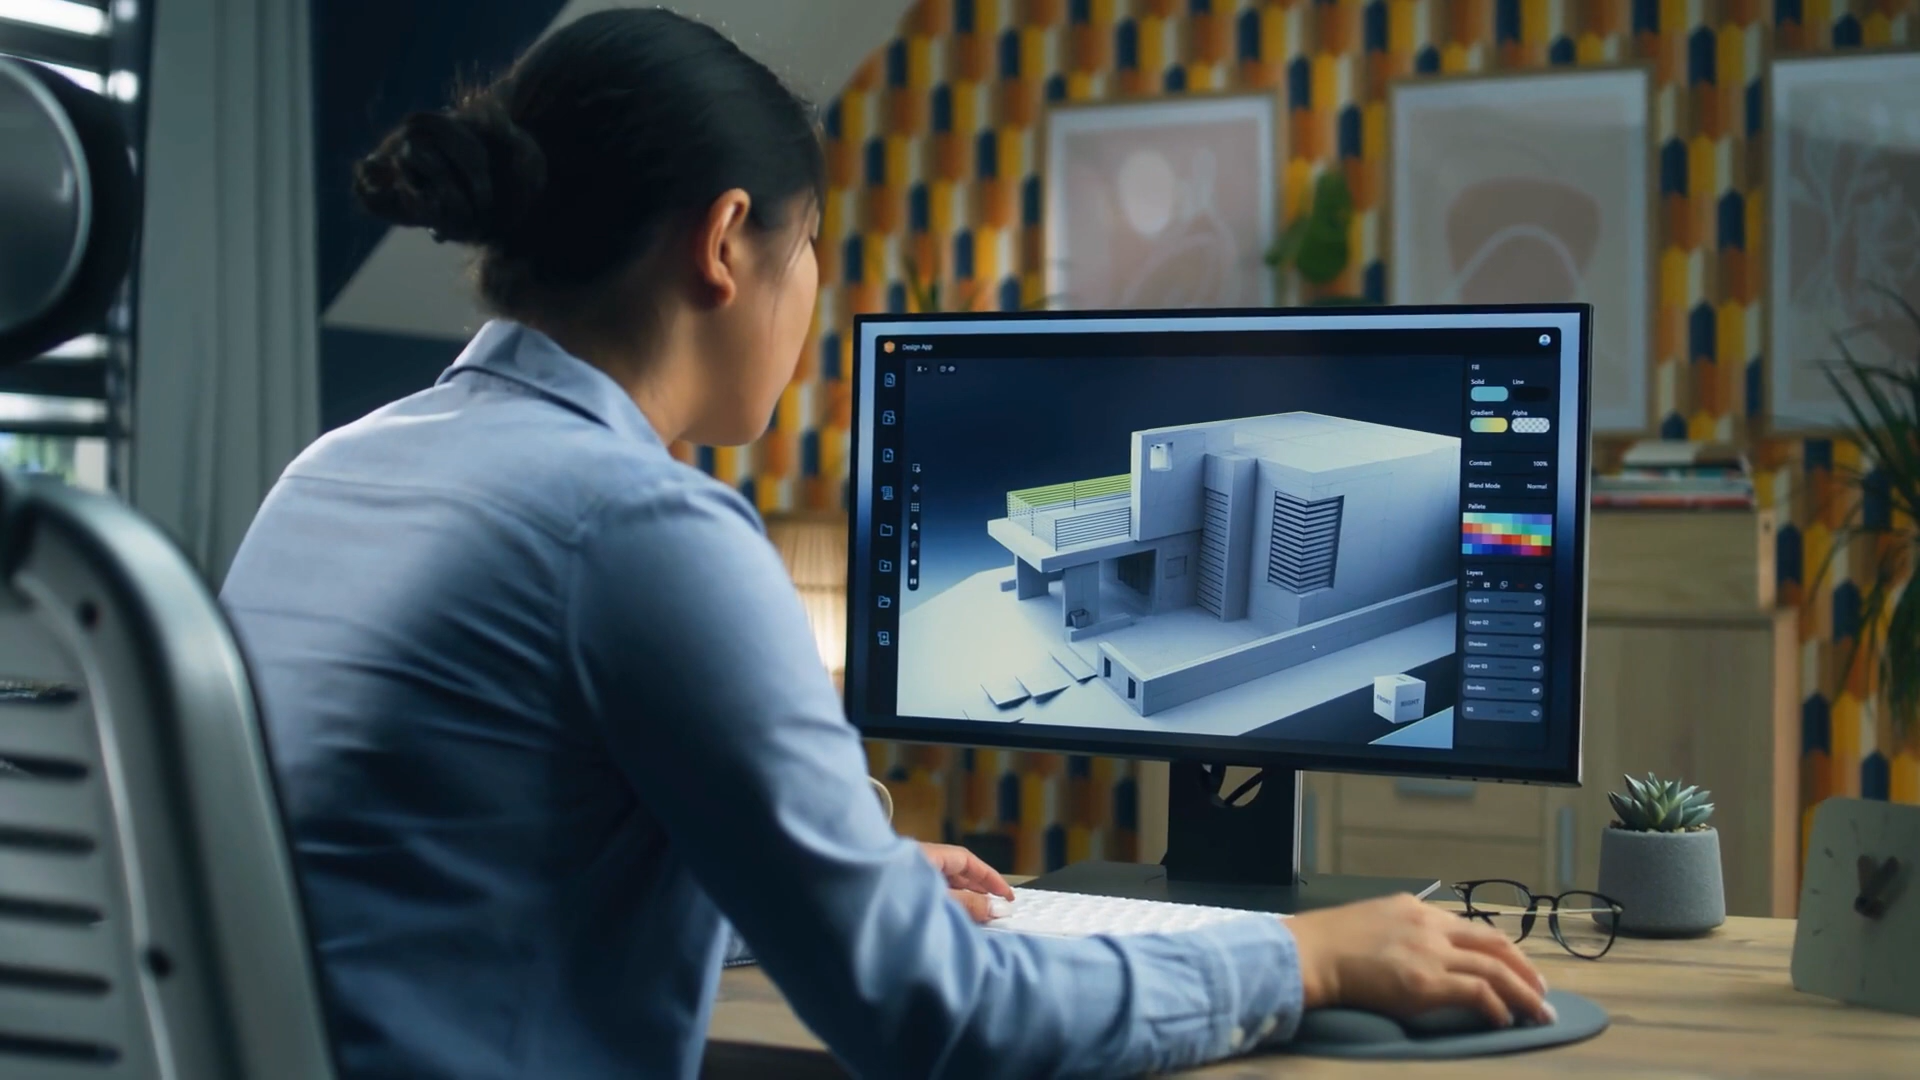 Design App
Fill
Solid Line
Gradient Alpha
Contrast 100%
Blend Mode Normal
Pallets
Layers
Layer 01
Layer 02
Shadow
Layer 03
Borders
BG
FRONT RIGHT